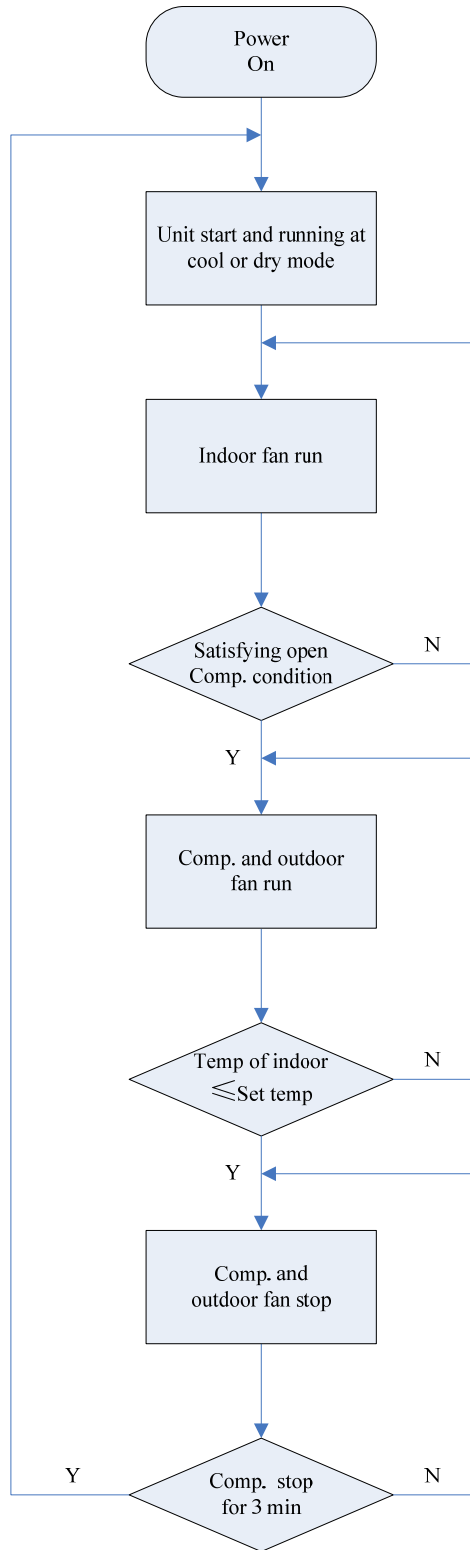 Power
On
Unit start and running at
cool or dry mode
Indoor fan run
Satisfying open
Comp. condition
N
Y
Comp. and outdoor
fan run
Temp of indoor
≤Set temp
N
Y
Comp. and
outdoor fan stop
Y
Comp. stop
for 3 min
N